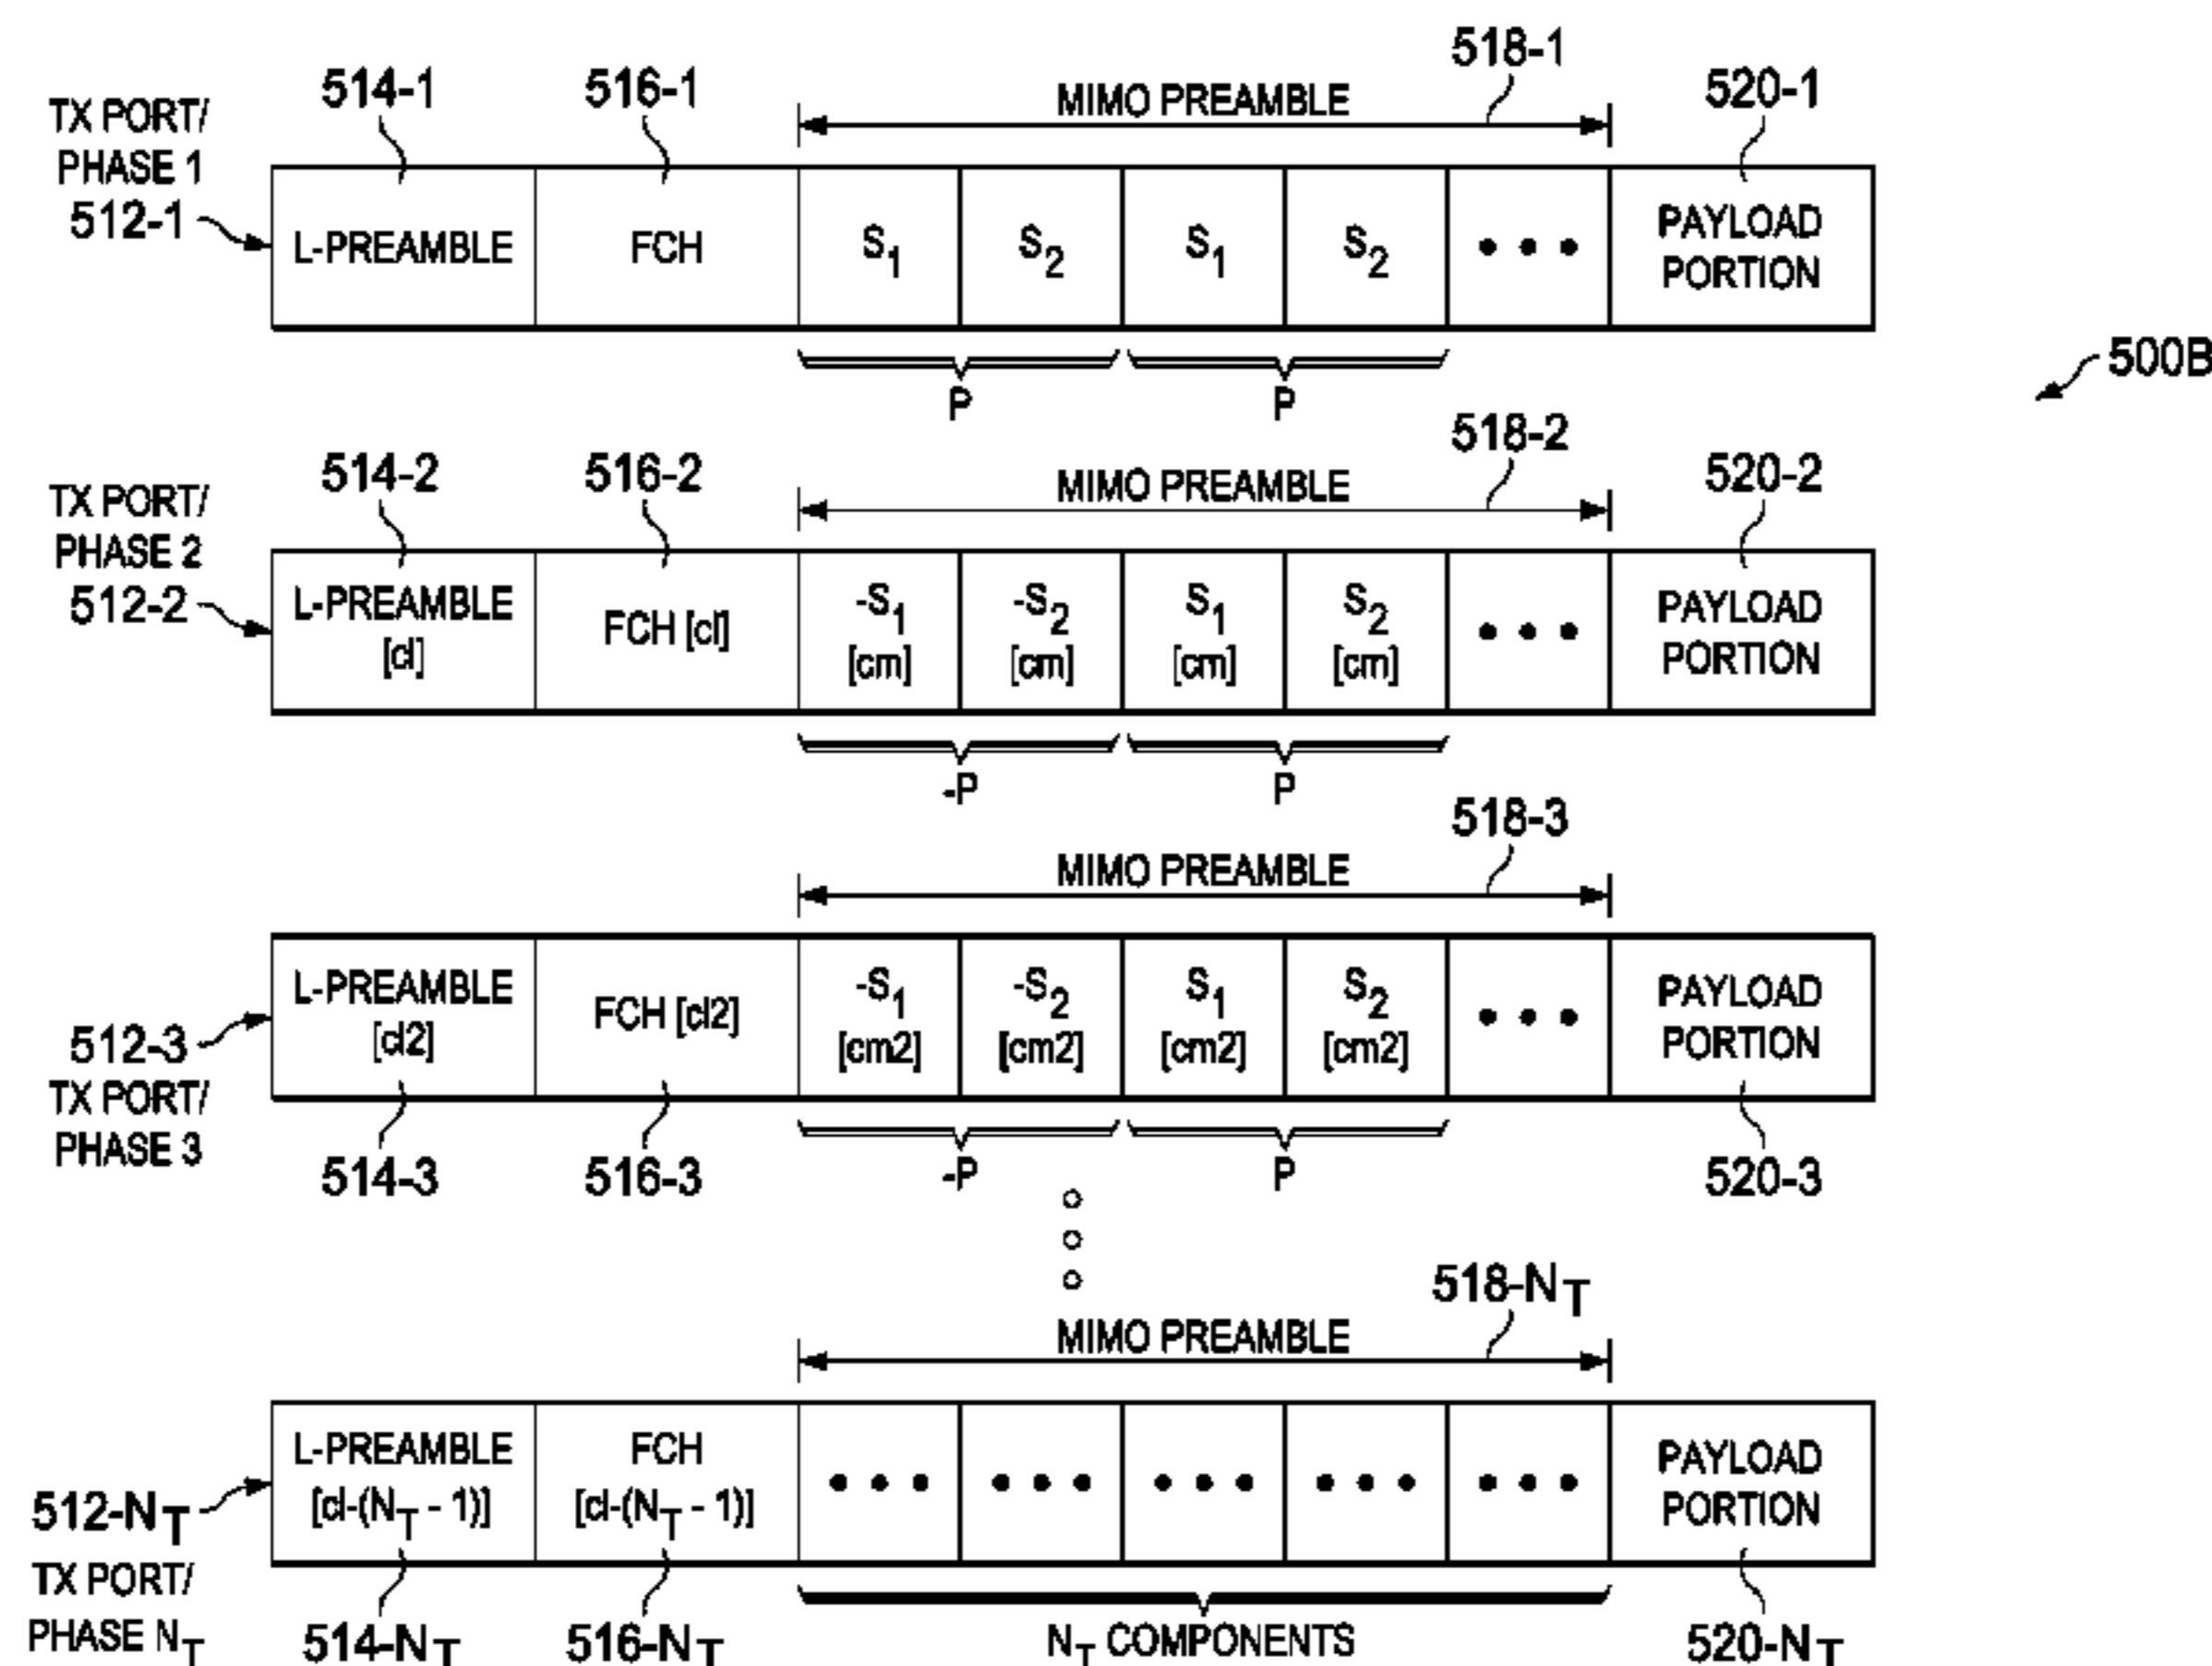 518-1
514-1 516-1 MIMO PREAMBLE 520-1
TX PORT/
PHASE 1
512-1
L-PREAMBLE FCH S1 S2 S1 S2 • • • PAYLOAD PORTION
500B
P P
518-2
514-2 516-2 MIMO PREAMBLE 520-2
TX PORT/
PHASE 2
512-2
L-PREAMBLE [cl] FCH [cl] -S1 [cm] -S2 [cm] S1 [cm] S2 [cm] • • • PAYLOAD PORTION
-P P
518-3
MIMO PREAMBLE
L-PREAMBLE [cl2] FCH [cl2] -S1 [cm2] -S2 [cm2] S1 [cm2] S2 [cm2] • • • PAYLOAD PORTION
512-3
TX PORT/
PHASE 3
514-3 516-3 -P P 520-3
518-NT
MIMO PREAMBLE
L-PREAMBLE [cl-(NT - 1)] FCH [cl-(NT - 1)] • • • • • • • • • • • • • • • PAYLOAD PORTION
512-NT
TX PORT/
PHASE NT
514-NT 516-NT NT COMPONENTS 520-NT